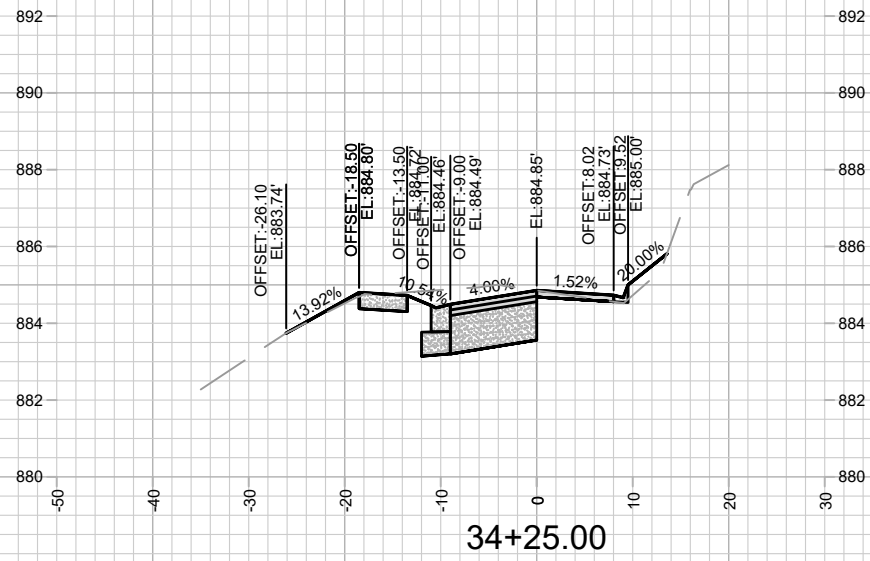 892 892
890 890
888 888
886 886
884 884
882 882
880 880
OFFSET:-26.10
EL:883.74'
OFFSET:-18.50
EL:884.80'
OFFSET:-13.50
EL:884.72'
OFFSET:-11.00
EL:884.46'
OFFSET:-9.00
EL:884.49'
EL:884.85'
OFFSET:8.02
EL:884.73'
OFFSET:9.52
EL:885.00'
13.92%
10.54%
4.00%
1.52%
20.00%
-50 -40 -30 -20 -10 0 10 20 30
34+25.00